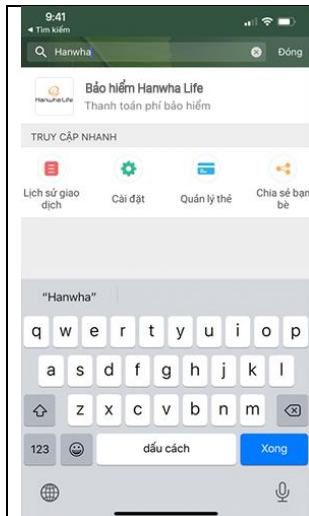 9:41
◂ Tìm kiếm
Hanwha
Đóng
Hanwha Life
Bảo hiểm Hanwha Life
Thanh toán phí bảo hiểm
TRUY CẬP NHANH
Lịch sử giao dịch
Cài đặt
Quản lý thẻ
Chia sẻ bạn bè
"Hanwha"
q w e r t y u i o p
a s d f g h j k l
z x c v b n m
123
dấu cách
Xong